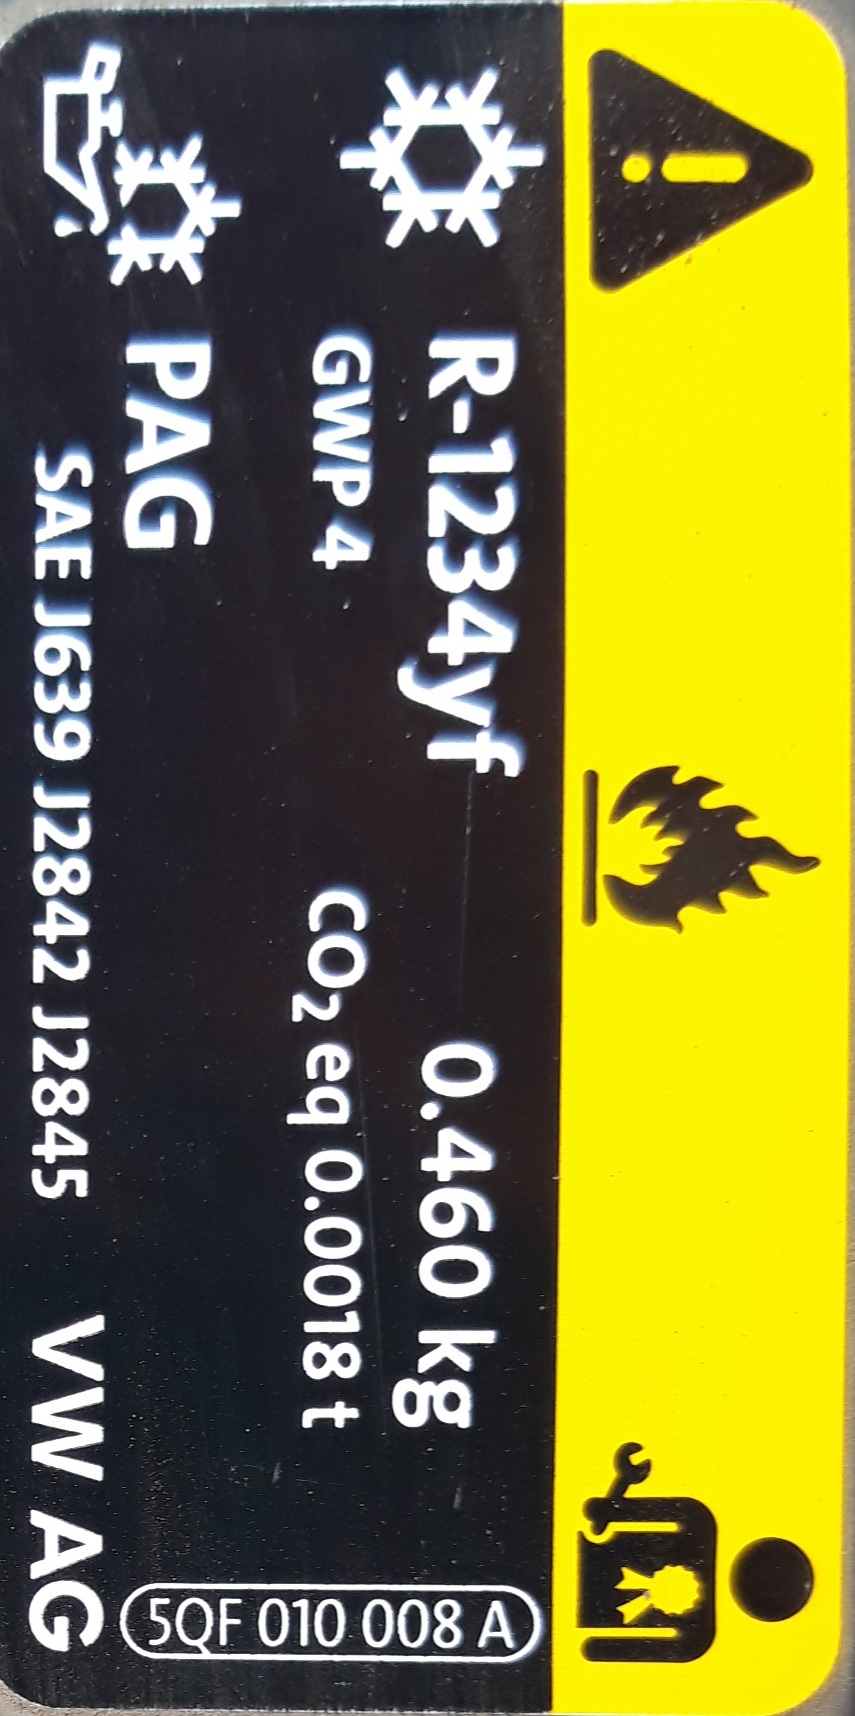 R-1234yf 0.460 kg
GWP 4 CO₂ eq 0.0018 t
PAG
SAE J639 J2842 J2845 VW AG
5QF 010 008 A